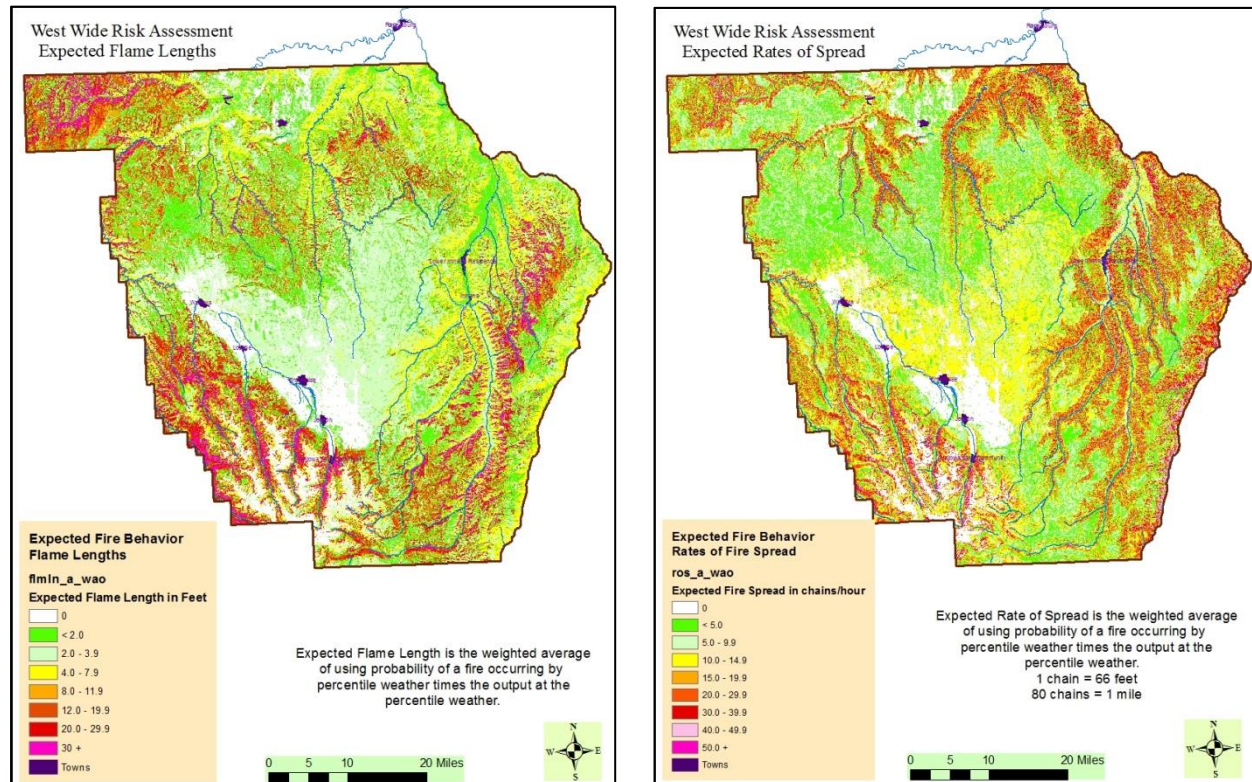 West Wide Risk Assessment
Expected Flame Lengths
Expected Fire Behavior
Flame Lengths
flmln_a_wao
Expected Flame Length in Feet
0
< 2.0
2.0 - 3.9
4.0 - 7.9
8.0 - 11.9
12.0 - 19.9
20.0 - 29.9
30 +
Towns
Expected Flame Length is the weighted average
of using probability of a fire occurring by
percentile weather times the output at the
percentile weather.
N
W E
S
0 5 10 20 Miles
West Wide Risk Assessment
Expected Rates of Spread
Expected Fire Behavior
Rates of Fire Spread
ros_a_wao
Expected Fire Spread in chains/hour
0
< 5.0
5.0 - 9.9
10.0 - 14.9
15.0 - 19.9
20.0 - 29.9
30.0 - 39.9
40.0 - 49.9
50.0 +
Towns
Expected Rate of Spread is the weighted average
of using probability of a fire occurring by
percentile weather times the output at the
percentile weather.
1 chain = 66 feet
80 chains = 1 mile
N
W E
S
0 5 10 20 Miles